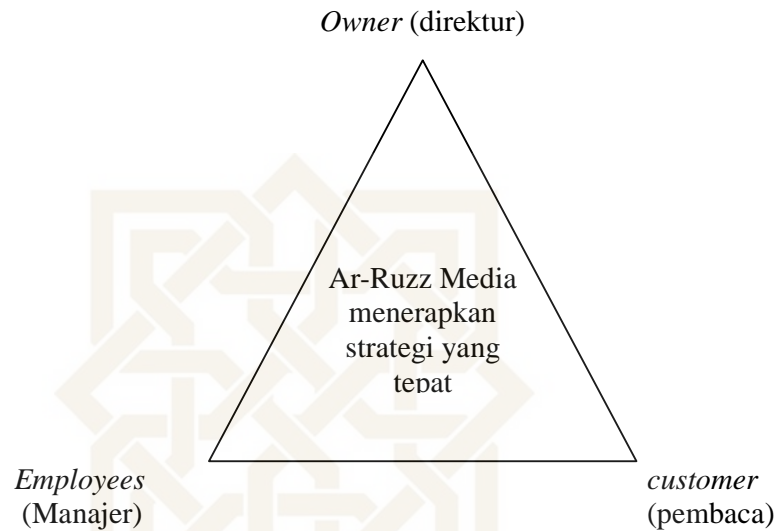 Owner (direktur)
Ar-Ruzz Media
menerapkan
strategi yang
tepat
Employees
(Manajer)
customer
(pembaca)